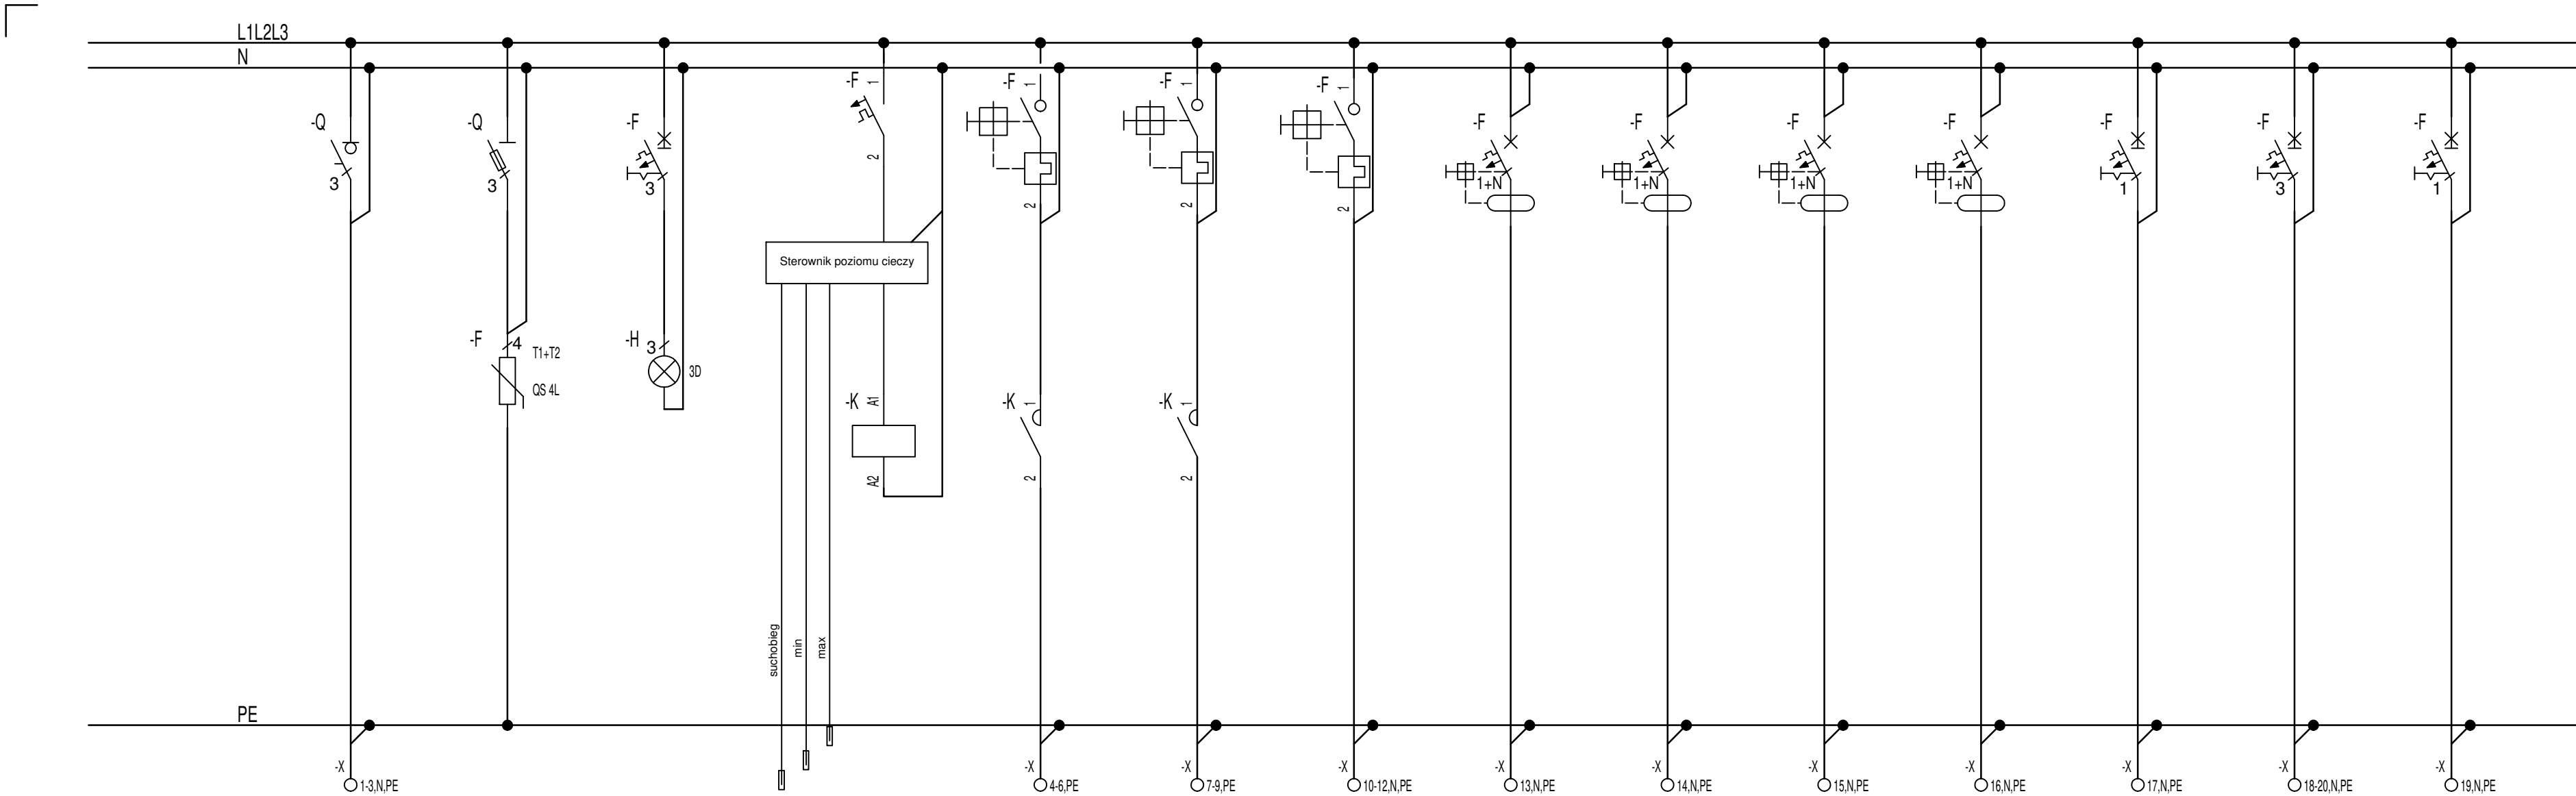 L1L2L3
N
-Q
3
-Q
3
-F
3
-F 1
2
-F 1
2
-F 1
2
-F 1
2
-F
1+N
-F
1+N
-F
1+N
-F
1+N
-F
1
-F
3
-F
1
Sterownik poziomu cieczy
-F
4
T1+T2
QS 4L
-H
3
3D
-K A1
A2
-K 1
2
-K 1
2
suchobieg
min
max
PE
-X
1-3,N,PE
-X
4-6,PE
-X
7-9,PE
-X
10-12,N,PE
-X
13,N,PE
-X
14,N,PE
-X
15,N,PE
-X
16,N,PE
-X
17,N,PE
-X
18-20,N,PE
-X
19,N,PE